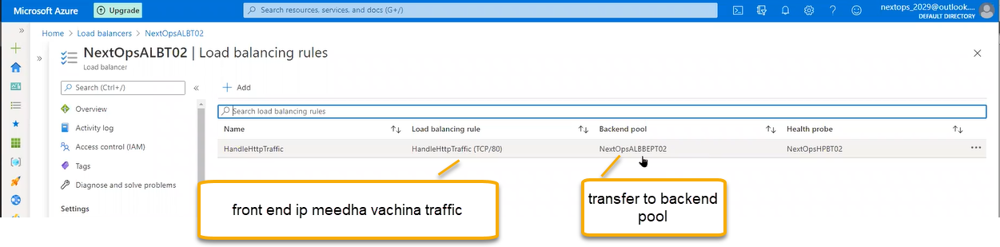 Microsoft Azure
Upgrade
Search resources, services, and docs (G+/)
nextops_2029@outlook....
DEFAULT DIRECTORY
Home > Load balancers > NextOpsALBT02
NextOpsALBT02 | Load balancing rules
Load balancer
Search (Ctrl+/)
Add
Overview
Search load balancing rules
Activity log
Name
Load balancing rule
Backend pool
Health probe
Access control (IAM)
HandleHttpTraffic
HandleHttpTraffic (TCP/80)
NextOpsALBBEPT02
NextOpsHPBT02
Tags
Diagnose and solve problems
Settings
front end ip meedha vachina traffic
transfer to backend
pool